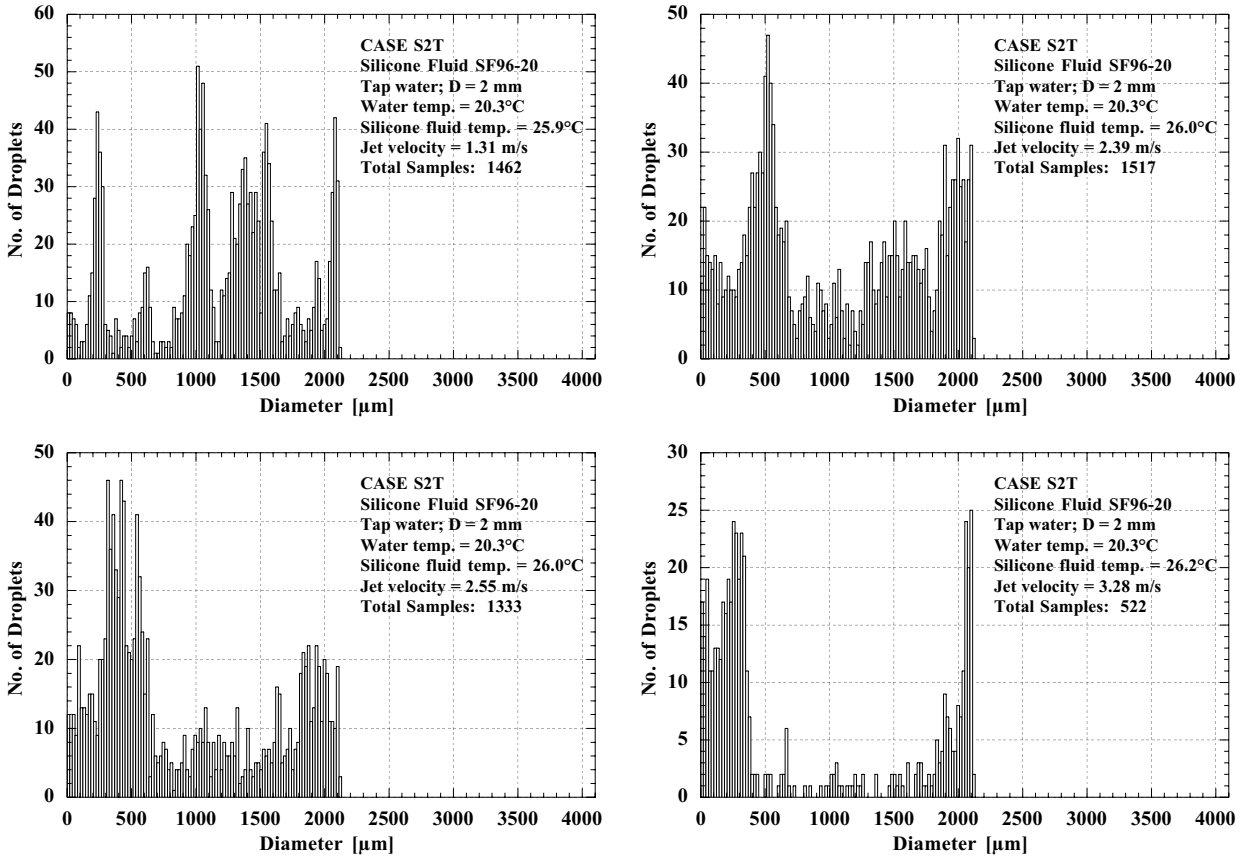 60
50
40
30
20
10
0
No. of Droplets
CASE S2T
Silicone Fluid SF96-20
Tap water; D = 2 mm
Water temp. = 20.3°C
Silicone fluid temp. = 25.9°C
Jet velocity = 1.31 m/s
Total Samples: 1462
0 500 1000 1500 2000 2500 3000 3500 4000
Diameter [µm]
50
40
30
20
10
0
No. of Droplets
CASE S2T
Silicone Fluid SF96-20
Tap water; D = 2 mm
Water temp. = 20.3°C
Silicone fluid temp. = 26.0°C
Jet velocity = 2.39 m/s
Total Samples: 1517
0 500 1000 1500 2000 2500 3000 3500 4000
Diameter [µm]
50
40
30
20
10
0
No. of Droplets
CASE S2T
Silicone Fluid SF96-20
Tap water; D = 2 mm
Water temp. = 20.3°C
Silicone fluid temp. = 26.0°C
Jet velocity = 2.55 m/s
Total Samples: 1333
0 500 1000 1500 2000 2500 3000 3500 4000
Diameter [µm]
30
25
20
15
10
5
0
No. of Droplets
CASE S2T
Silicone Fluid SF96-20
Tap water; D = 2 mm
Water temp. = 20.3°C
Silicone fluid temp. = 26.2°C
Jet velocity = 3.28 m/s
Total Samples: 522
0 500 1000 1500 2000 2500 3000 3500 4000
Diameter [µm]